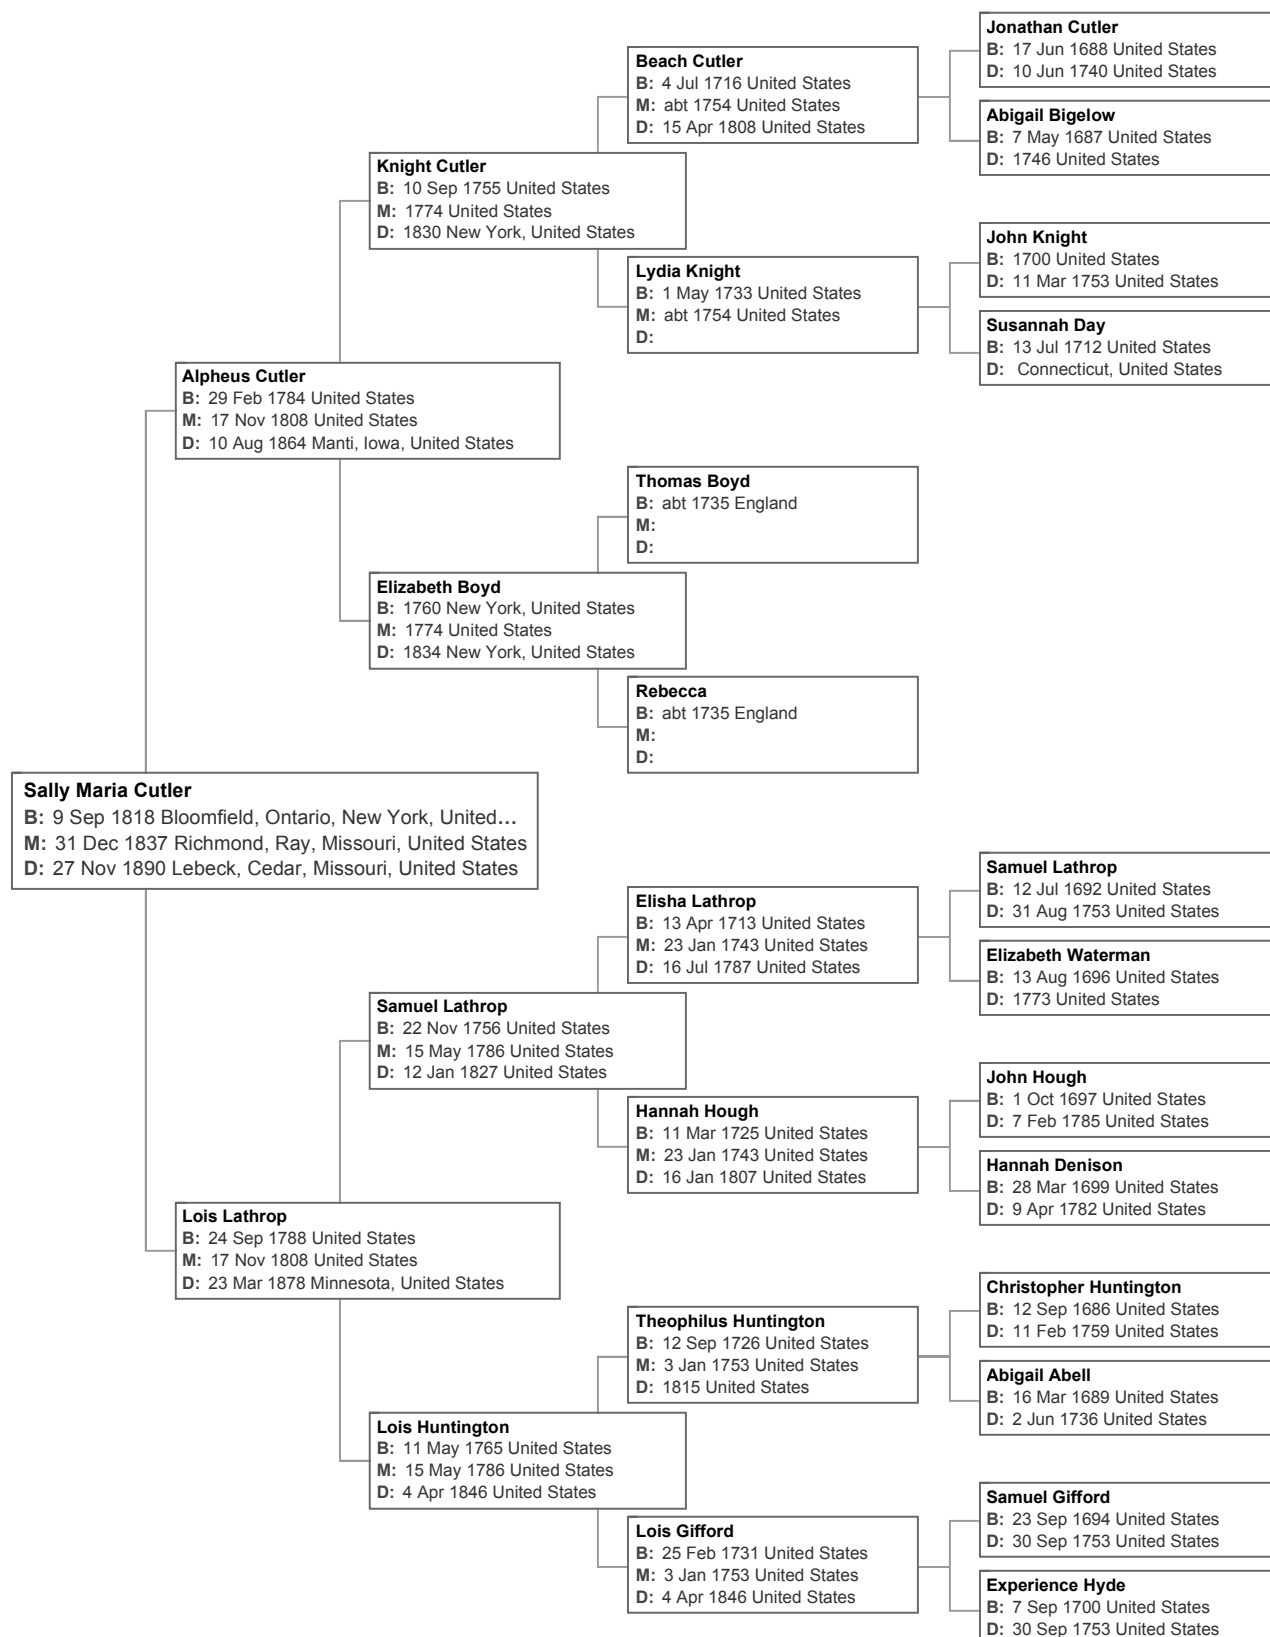 Jonathan Cutler
B: 17 Jun 1688 United States
D: 10 Jun 1740 United States
Beach Cutler
B: 4 Jul 1716 United States
M: abt 1754 United States
D: 15 Apr 1808 United States
Abigail Bigelow
B: 7 May 1687 United States
D: 1746 United States
Knight Cutler
B: 10 Sep 1755 United States
M: 1774 United States
D: 1830 New York, United States
John Knight
B: 1700 United States
D: 11 Mar 1753 United States
Lydia Knight
B: 1 May 1733 United States
M: abt 1754 United States
D:
Susannah Day
B: 13 Jul 1712 United States
D: Connecticut, United States
Alpheus Cutler
B: 29 Feb 1784 United States
M: 17 Nov 1808 United States
D: 10 Aug 1864 Manti, Iowa, United States
Thomas Boyd
B: abt 1735 England
M:
D:
Elizabeth Boyd
B: 1760 New York, United States
M: 1774 United States
D: 1834 New York, United States
Rebecca
B: abt 1735 England
M:
D:
Sally Maria Cutler
B: 9 Sep 1818 Bloomfield, Ontario, New York, United...
M: 31 Dec 1837 Richmond, Ray, Missouri, United States
D: 27 Nov 1890 Lebeck, Cedar, Missouri, United States
Samuel Lathrop
B: 12 Jul 1692 United States
D: 31 Aug 1753 United States
Elisha Lathrop
B: 13 Apr 1713 United States
M: 23 Jan 1743 United States
D: 16 Jul 1787 United States
Elizabeth Waterman
B: 13 Aug 1696 United States
D: 1773 United States
Samuel Lathrop
B: 22 Nov 1756 United States
M: 15 May 1786 United States
D: 12 Jan 1827 United States
John Hough
B: 1 Oct 1697 United States
D: 7 Feb 1785 United States
Hannah Hough
B: 11 Mar 1725 United States
M: 23 Jan 1743 United States
D: 16 Jan 1807 United States
Hannah Denison
B: 28 Mar 1699 United States
D: 9 Apr 1782 United States
Lois Lathrop
B: 24 Sep 1788 United States
M: 17 Nov 1808 United States
D: 23 Mar 1878 Minnesota, United States
Christopher Huntington
B: 12 Sep 1686 United States
D: 11 Feb 1759 United States
Theophilus Huntington
B: 12 Sep 1726 United States
M: 3 Jan 1753 United States
D: 1815 United States
Abigail Abell
B: 16 Mar 1689 United States
D: 2 Jun 1736 United States
Lois Huntington
B: 11 May 1765 United States
M: 15 May 1786 United States
D: 4 Apr 1846 United States
Samuel Gifford
B: 23 Sep 1694 United States
D: 30 Sep 1753 United States
Lois Gifford
B: 25 Feb 1731 United States
M: 3 Jan 1753 United States
D: 4 Apr 1846 United States
Experience Hyde
B: 7 Sep 1700 United States
D: 30 Sep 1753 United States